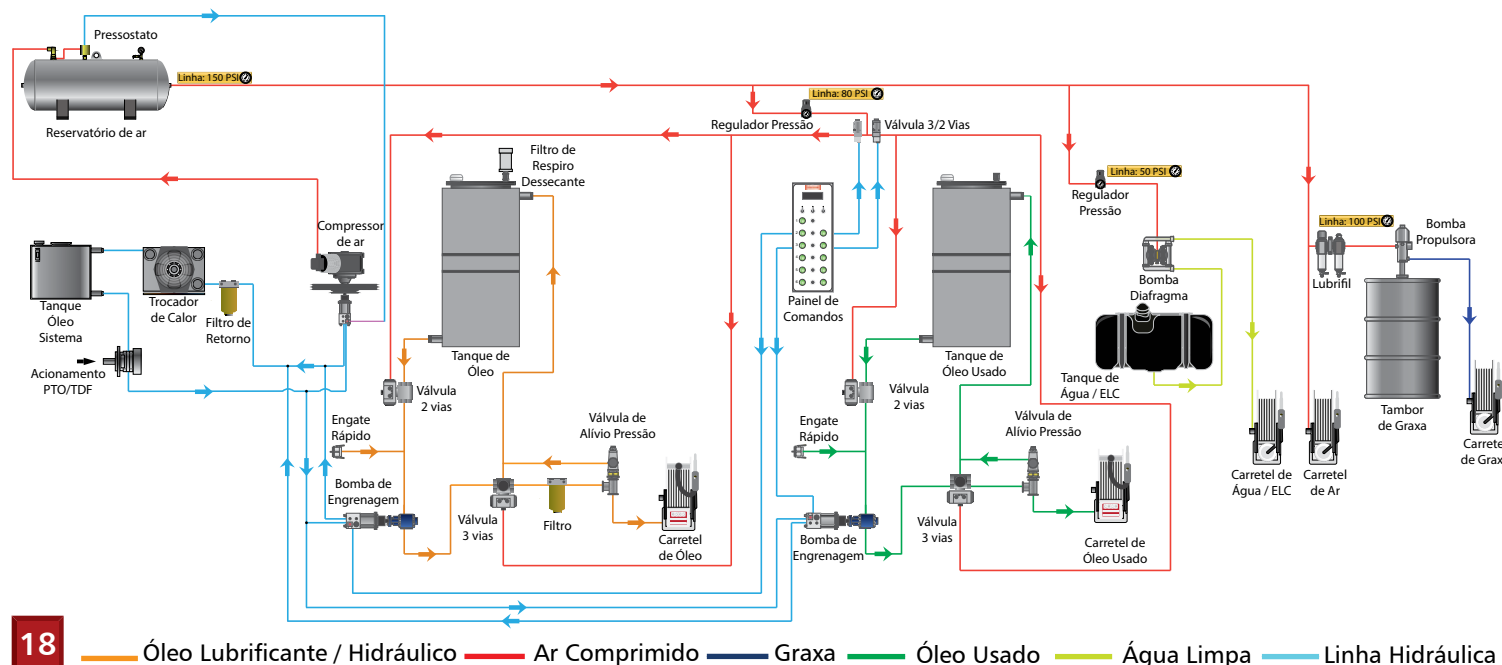 Pressostato
Linha: 150 PSI
Reservatório de ar
Linha: 80 PSI
Regulador Pressão
Válvula 3/2 Vias
Filtro de
Respiro
Dessecante
Linha: 50 PSI
Regulador
Pressão
Linha: 100 PSI
Bomba
Propulsora
Lubrifil
Compressor
de ar
Tanque
Óleo
Sistema
Trocador
de Calor
Filtro de
Retorno
Acionamento
PTO/TDF
Painel de
Comandos
Bomba
Diafragma
Tanque de
Óleo
Tanque de
Óleo Usado
Tanque de
Água / ELC
Tambor
de Graxa
Válvula
2 vias
Válvula
2 vias
Engate
Rápido
Válvula de
Alívio Pressão
Engate
Rápido
Válvula de
Alívio Pressão
Carretel de
Água / ELC
Carretel
de Ar
Carrete
de Grax
Bomba de
Engrenagem
Válvula
3 vias
Filtro
Carretel
de Óleo
Bomba de
Engrenagem
Válvula
3 vias
Carretel de
Óleo Usado
18
Óleo Lubrificante / Hidráulico
Ar Comprimido
Graxa
Óleo Usado
Água Limpa
Linha Hidráulica